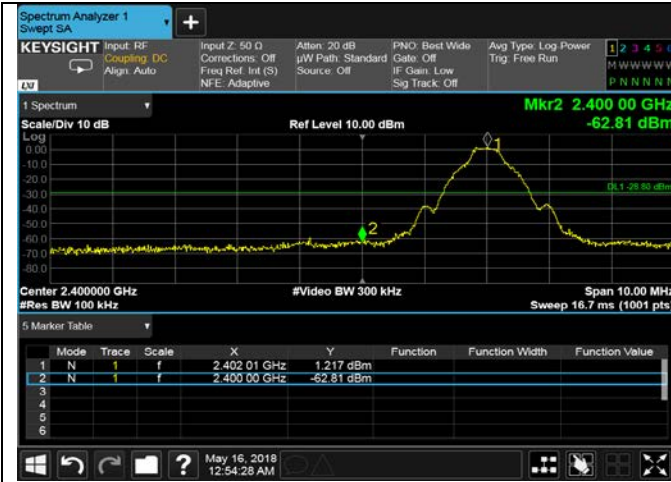 Spectrum Analyzer 1
Swept SA
KEYSIGHT
LXI
Input: RF
Coupling: DC
Align: Auto
Input Z: 50 Ω
Corrections: Off
Freq Ref: Int (S)
NFE: Adaptive
Atten: 20 dB
µW Path: Standard
Source: Off
PNO: Best Wide
Gate: Off
IF Gain: Low
Sig Track: Off
Avg Type: Log-Power
Trig: Free Run
1 2 3 4 5 6
M W W W W W
P N N N N N
1 Spectrum
Mkr2 2.400 00 GHz
Scale/Div 10 dB
Ref Level 10.00 dBm
-62.81 dBm
Log
0.00
-10.0
-20.0
-30.0
-40.0
-50.0
-60.0
-70.0
-80.0
1
DL1 -28.80 dBm
2
Center 2.400000 GHz
#Video BW 300 kHz
Span 10.00 MHz
#Res BW 100 kHz
Sweep 16.7 ms (1001 pts)
5 Marker Table
Mode Trace Scale X Y Function Function Width Function Value
1 N 1 f 2.402 01 GHz 1.217 dBm
2 N 1 f 2.400 00 GHz -62.81 dBm
3
4
5
6
?
May 16, 2018
12:54:28 AM